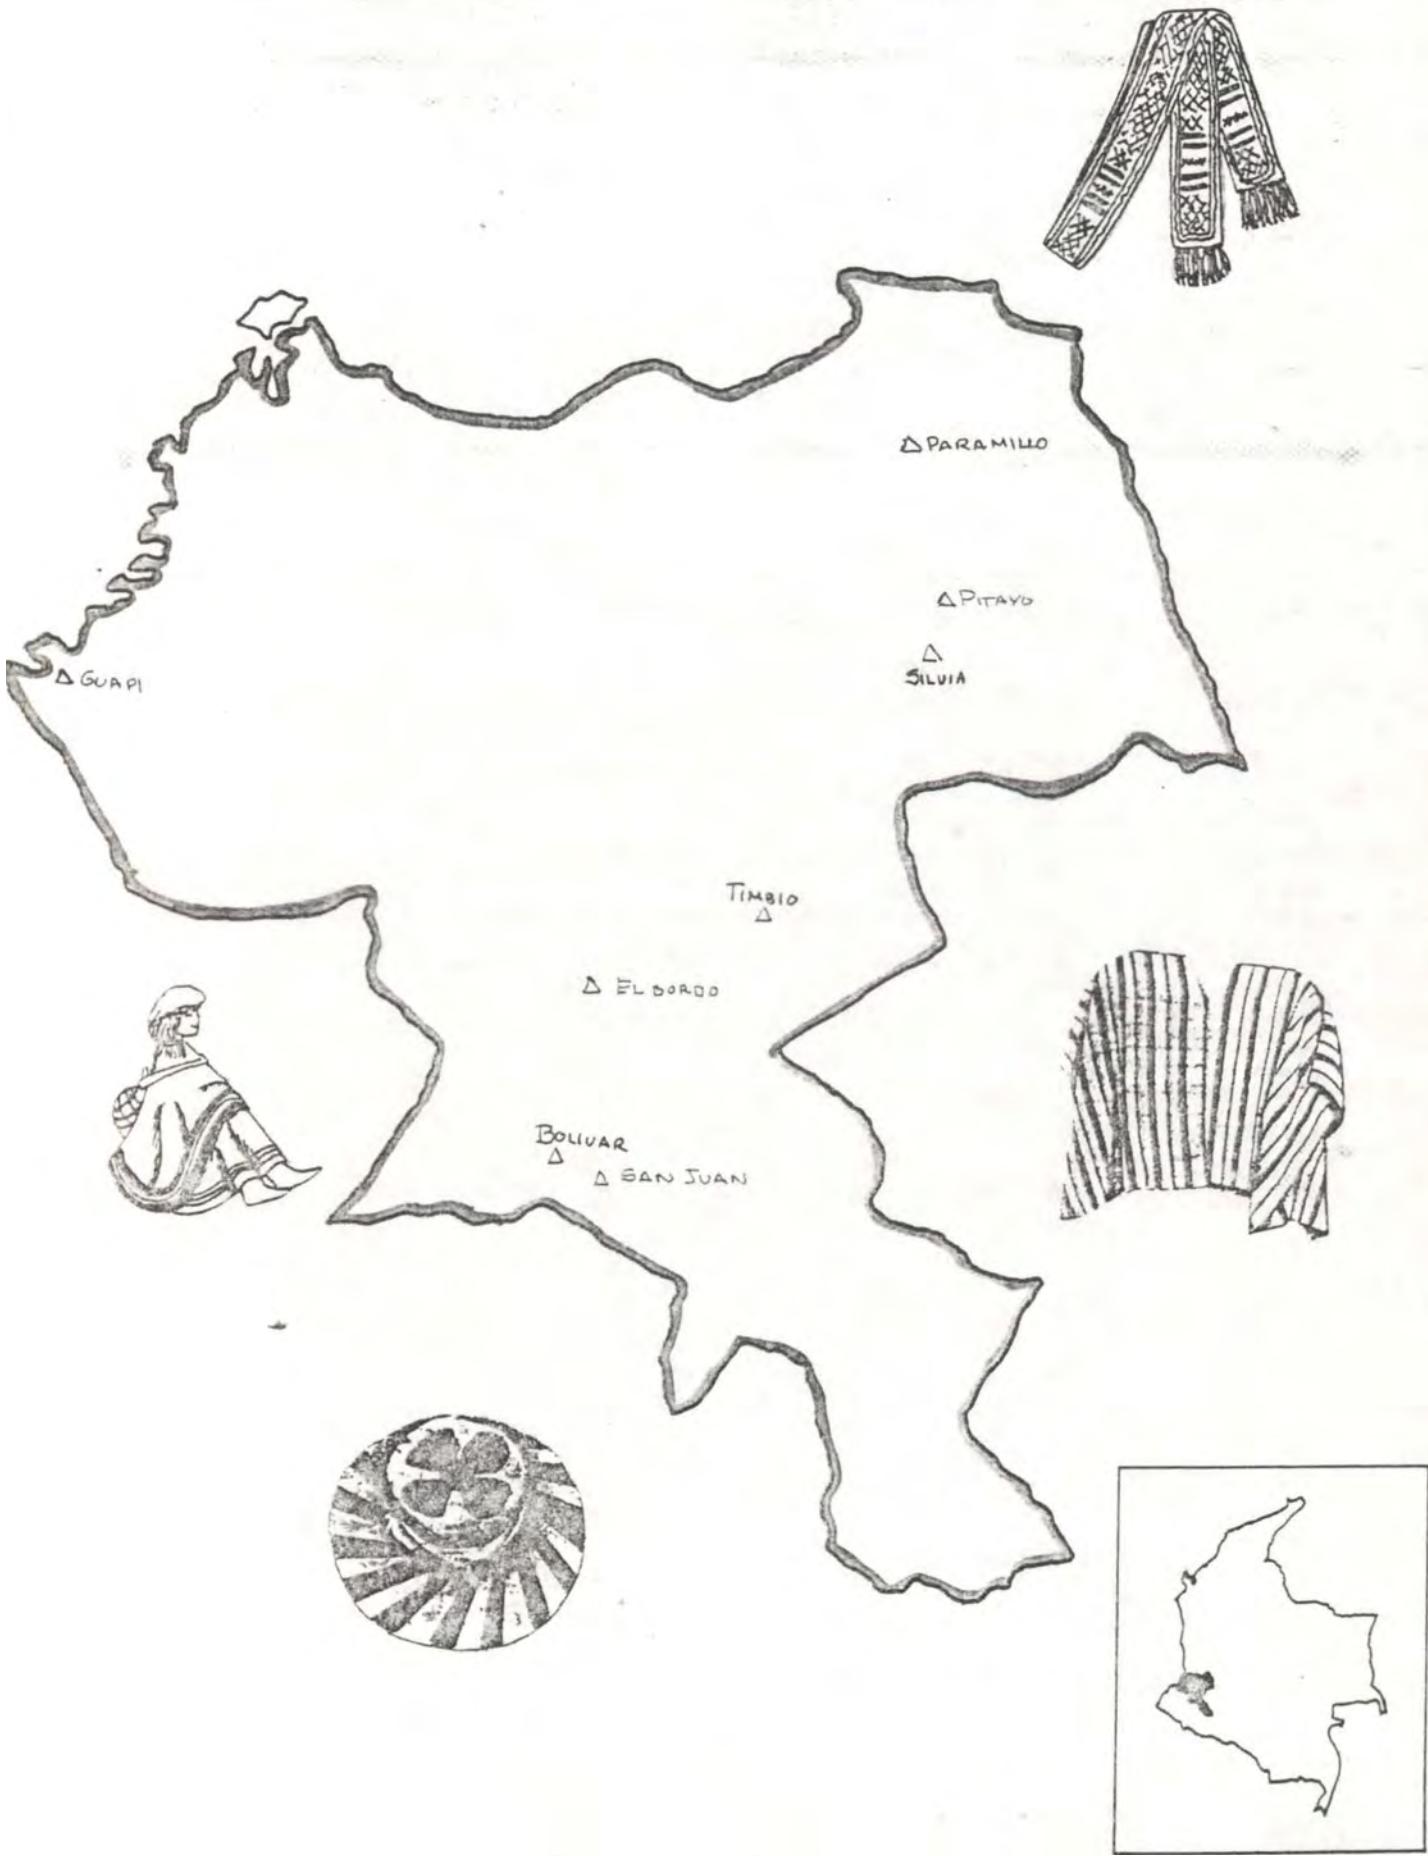 PARAMILLO
PITAYO
SILVIA
GUAPI
TIMBIO
EL BORDO
BOLIVAR
SAN JUAN